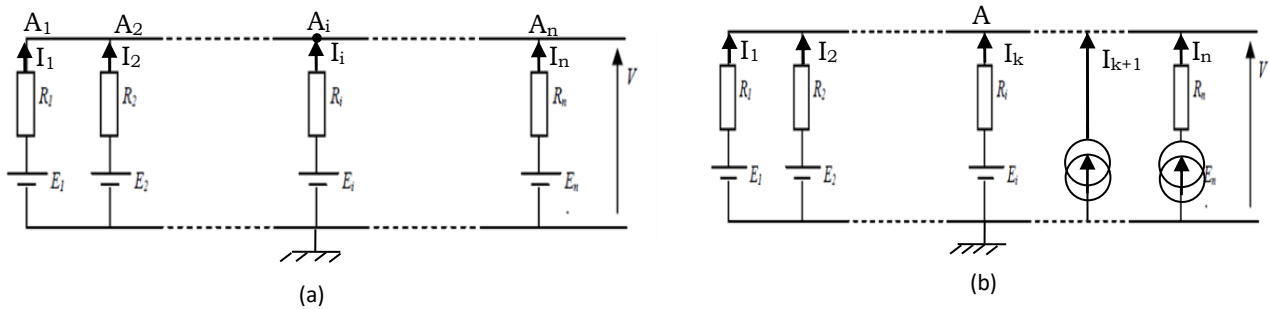 A1 A2 Ai An
I1 I2 Ii In
R1 R2 Ri Rn
V
E1 E2 Ei En
(a)
A
I1 I2 Ik Ik+1 In
R1 R2 Ri Rn
V
E1 E2 Ei En
(b)